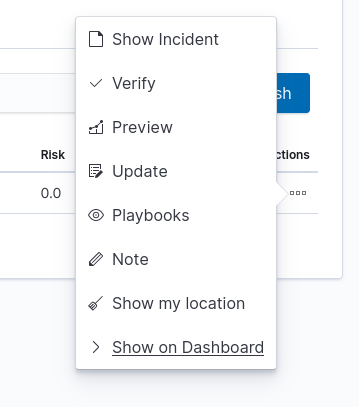 Show Incident
Verify
sh
Preview
Risk
ctions
Update
0.0
Playbooks
Note
Show my location
Show on Dashboard